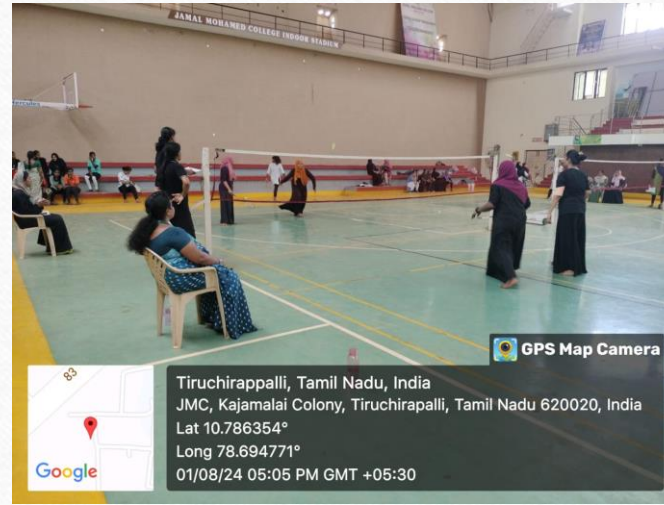 JAMAL MOHAMED COLLEGE INDOOR STADIUM
GPS Map Camera
83
Google
Tiruchirappalli, Tamil Nadu, India
JMC, Kajamalai Colony, Tiruchirapalli, Tamil Nadu 620020, India
Lat 10.786354°
Long 78.694771°
01/08/24 05:05 PM GMT +05:30